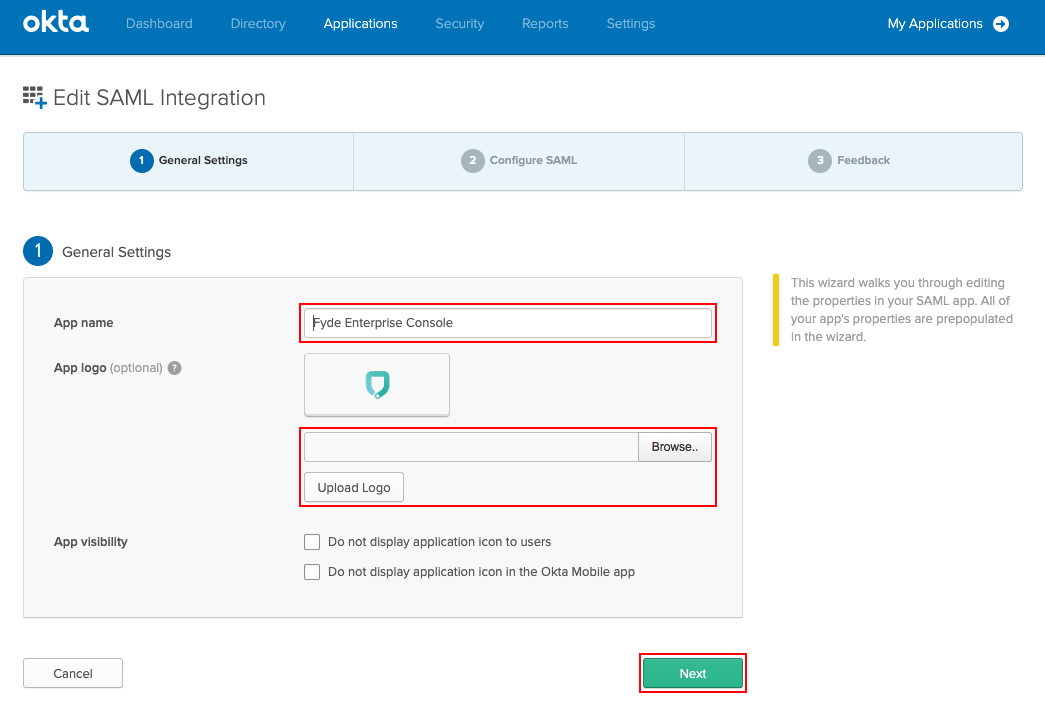 okta
Dashboard Directory Applications Security Reports Settings My Applications
Edit SAML Integration
1 General Settings 2 Configure SAML 3 Feedback
1 General Settings
This wizard walks you through editing
the properties in your SAML app. All of
your app's properties are prepopulated
in the wizard.
App name Fyde Enterprise Console
App logo (optional) ?
Browse..
Upload Logo
App visibility Do not display application icon to users
Do not display application icon in the Okta Mobile app
Cancel Next